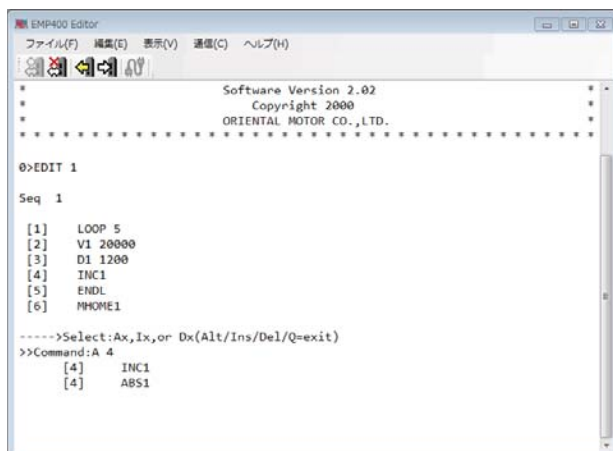 EMP400 Editor
ファイル(F) 編集(E) 表示(V) 通信(C) ヘルプ(H)
* Software Version 2.02 *
* Copyright 2000 *
* ORIENTAL MOTOR CO.,LTD. *
* * * * * * * * * * * * * * * * * * * * * * * * * * * * * * * * * * * * * * * *
0>EDIT 1
Seq 1
[1] LOOP 5
[2] V1 20000
[3] D1 1200
[4] INC1
[5] ENDL
[6] MHOME1
----->Select:Ax,Ix,or Dx(Alt/Ins/Del/Q=exit)
>>Command:A 4
[4] INC1
[4] ABS1